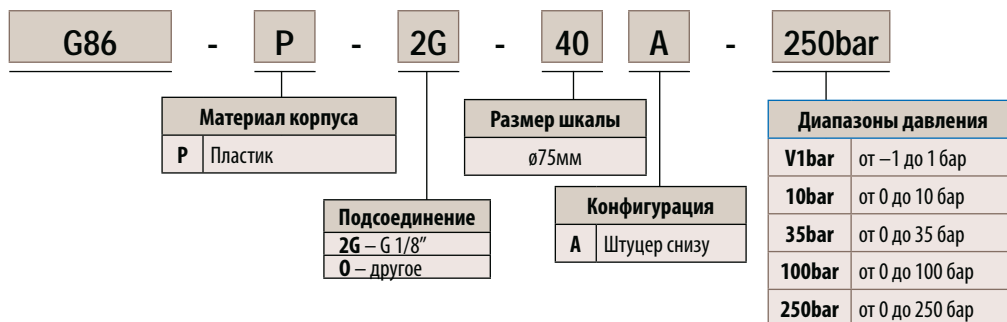 G86 - P - 2G - 40 A - 250bar
Материал корпуса
P Пластик
Подсоединение
2G – G 1/8”
O – другое
Размер шкалы
ø75мм
Конфигурация
A Штуцер снизу
Диапазоны давления
V1bar от –1 до 1 бар
10bar от 0 до 10 бар
35bar от 0 до 35 бар
100bar от 0 до 100 бар
250bar от 0 до 250 бар